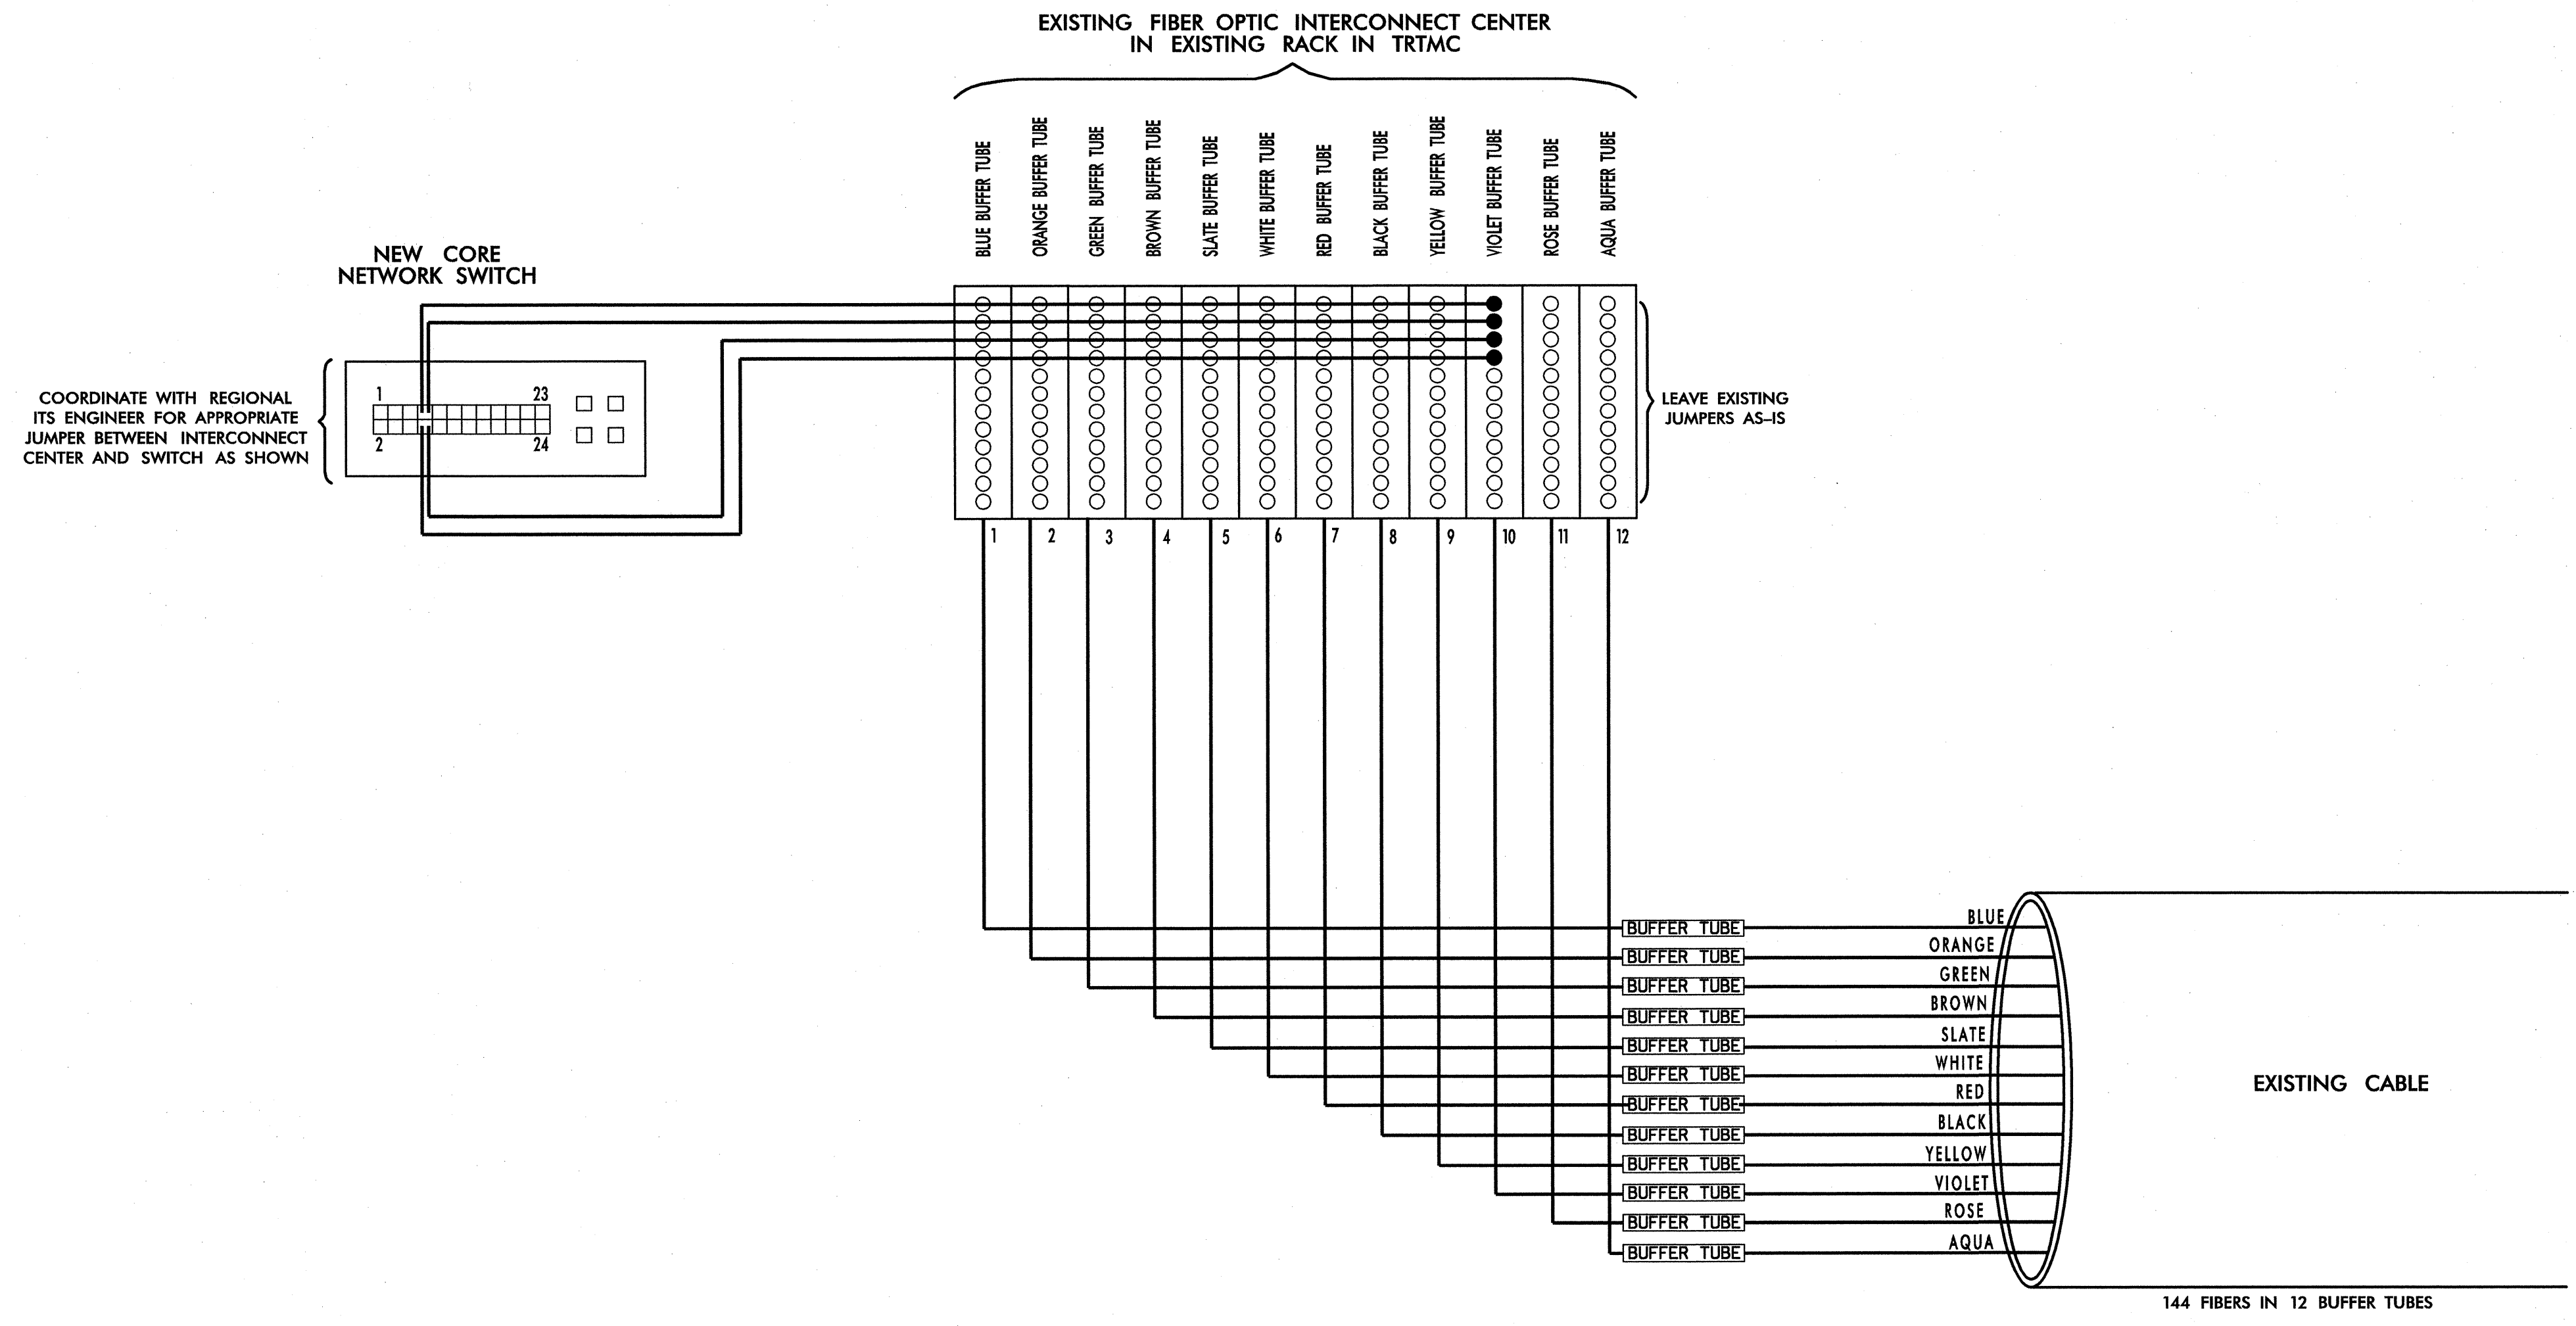 EXISTING FIBER OPTIC INTERCONNECT CENTER
IN EXISTING RACK IN TRTMC
BLUE BUFFER TUBE
ORANGE BUFFER TUBE
GREEN BUFFER TUBE
BROWN BUFFER TUBE
SLATE BUFFER TUBE
WHITE BUFFER TUBE
RED BUFFER TUBE
BLACK BUFFER TUBE
YELLOW BUFFER TUBE
VIOLET BUFFER TUBE
ROSE BUFFER TUBE
AQUA BUFFER TUBE
NEW CORE
NETWORK SWITCH
COORDINATE WITH REGIONAL
ITS ENGINEER FOR APPROPRIATE
JUMPER BETWEEN INTERCONNECT
CENTER AND SWITCH AS SHOWN
1 23
2 24
LEAVE EXISTING
JUMPERS AS-IS
1 2 3 4 5 6 7 8 9 10 11 12
BUFFER TUBE BLUE
BUFFER TUBE ORANGE
BUFFER TUBE GREEN
BUFFER TUBE BROWN
BUFFER TUBE SLATE
BUFFER TUBE WHITE
BUFFER TUBE RED
BUFFER TUBE BLACK
BUFFER TUBE YELLOW
BUFFER TUBE VIOLET
BUFFER TUBE ROSE
BUFFER TUBE AQUA
EXISTING CABLE
144 FIBERS IN 12 BUFFER TUBES